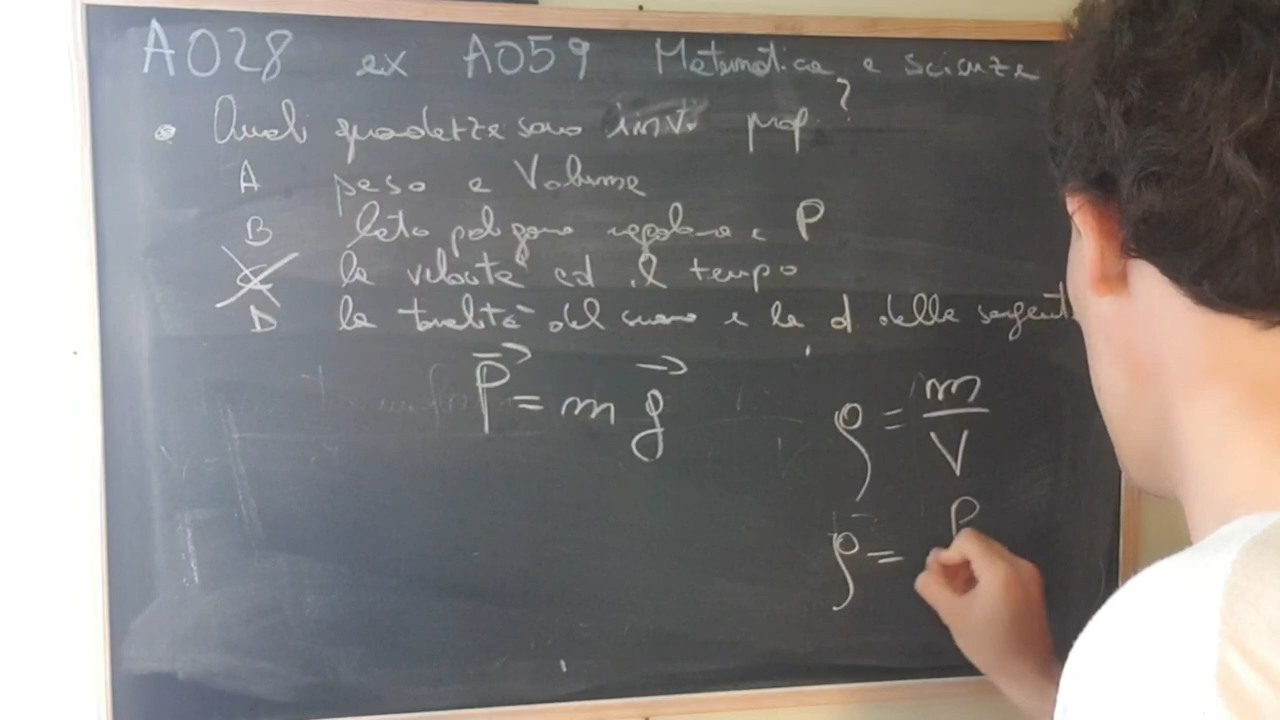 A028 ex A059 Matematica e scienze
• Quali grandezze sono inv. prop ?
A peso e Volume
B lato poligono regolare e P
C la velocità ed il tempo
D la tonalità del suono e la d delle sorgenti
P = m g
ρ = m / V
ρ = P